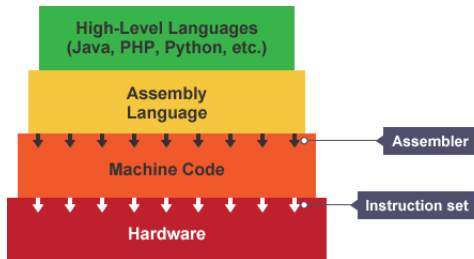 High-Level Languages
(Java, PHP, Python, etc.)
Assembly
Language
Assembler
Machine Code
Instruction set
Hardware